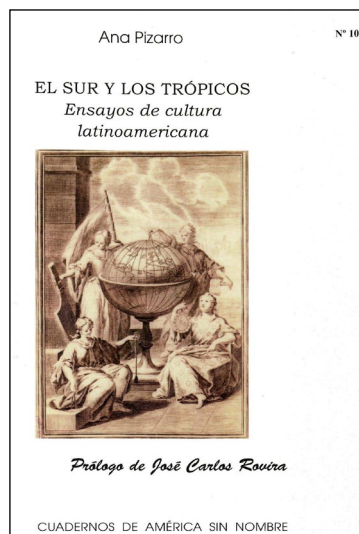 Ana Pizarro
Nº 10
EL SUR Y LOS TRÓPICOS
Ensayos de cultura
latinoamericana
Prólogo de José Carlos Rovira
CUADERNOS DE AMÉRICA SIN NOMBRE